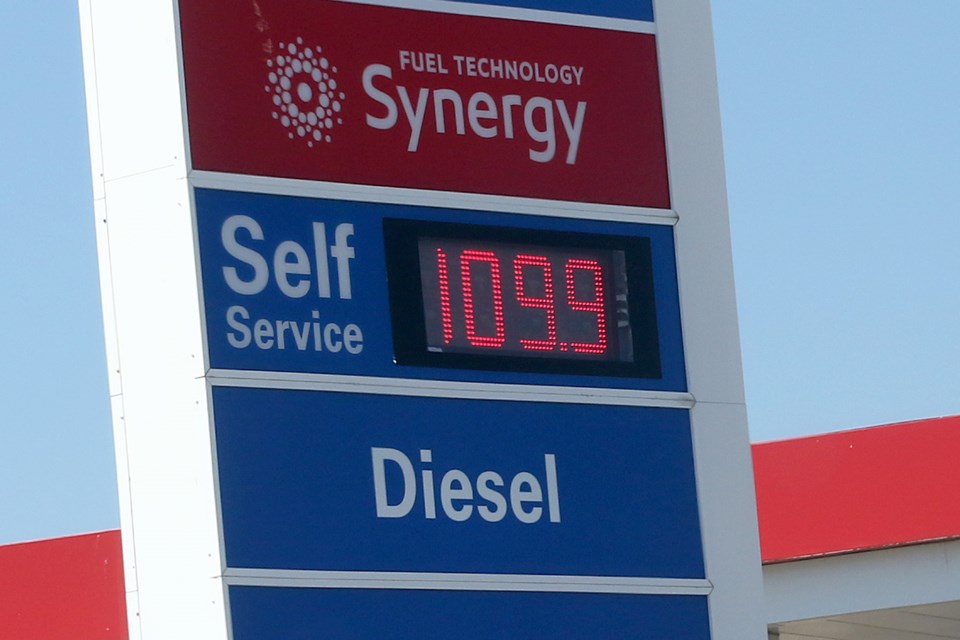 FUEL TECHNOLOGY
Synergy
Self
Service
109.9
Diesel